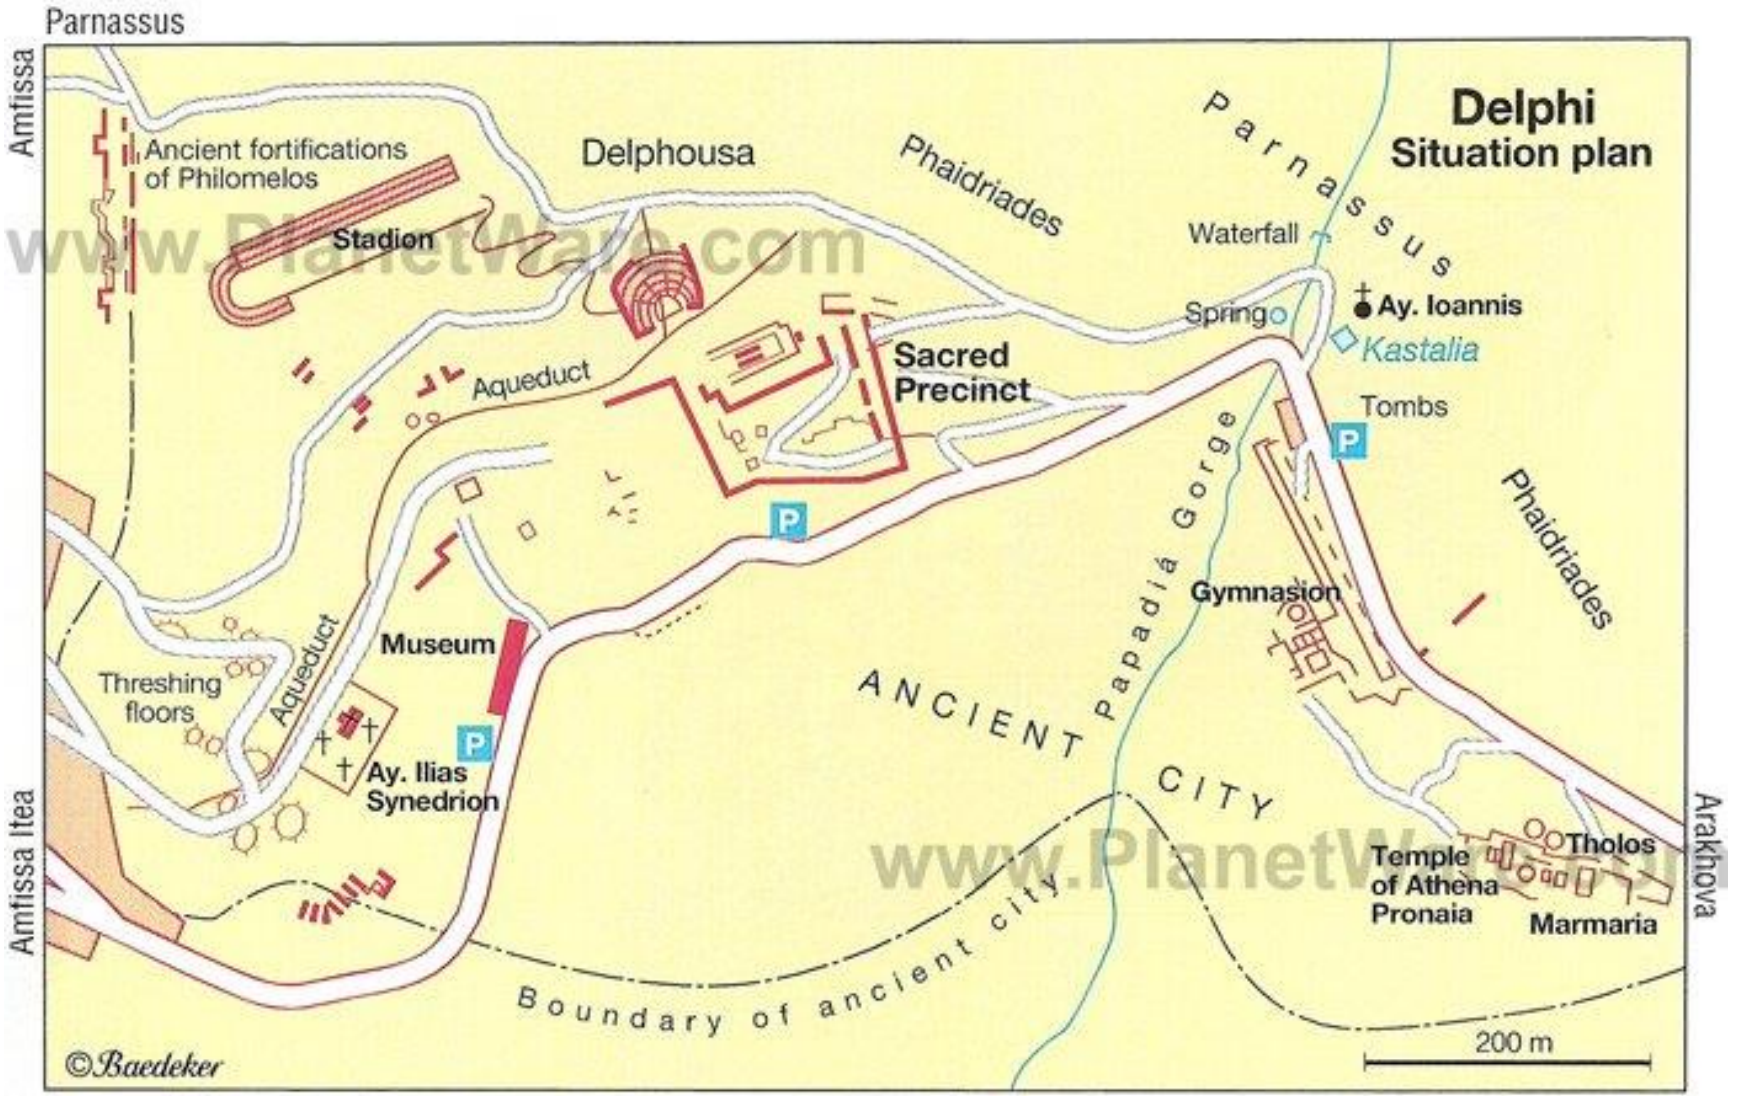 Parnassus
Amfissa
Delphi
Situation plan
Parnassus
Ancient fortifications
of Philomelos
Delphousa
Phaidriades
www.PlanetWare.com
Stadion
Waterfall
Spring
Ay. Ioannis
Kastalia
Sacred
Precinct
Aqueduct
Tombs
P
P
Papadiá Gorge
Phaidriades
Gymnasion
Museum
Aqueduct
Threshing
floors
P
Ay. Ilias
Synedrion
ANCIENT
CITY
Amfissa Itea
Arakhova
www.PlanetWare.com
Tholos
Temple
of Athena
Pronaia
Marmaria
Boundary of ancient city
200 m
©Baedeker